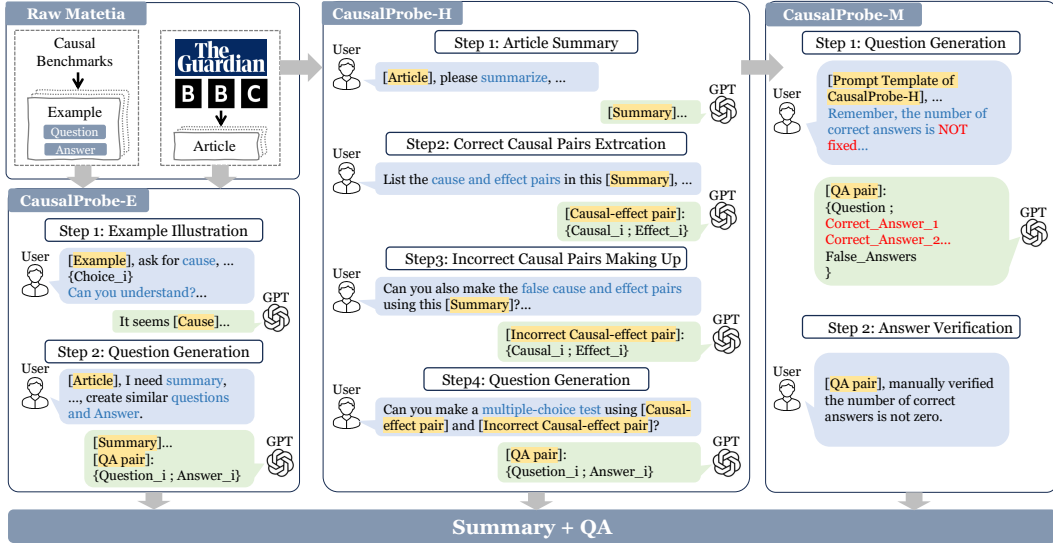 Raw Matetia
Causal
Benchmarks
Example
Question
Answer
The
Guardian
B B C
Article
CausalProbe-E
Step 1: Example Illustration
User
[Example], ask for cause, ...
{Choice_i}
Can you understand?...
GPT
It seems [Cause]...
Step 2: Question Generation
User
[Article], I need summary,
..., create similar questions
and Answer.
GPT
[Summary]...
[QA pair]:
{Question_i ; Answer_i}
CausalProbe-H
Step 1: Article Summary
User
[Article], please summarize, ...
GPT
[Summary]...
Step2: Correct Causal Pairs Extrcation
User
List the cause and effect pairs in this [Summary], ...
GPT
[Causal-effect pair]:
{Causal_i ; Effect_i}
Step3: Incorrect Causal Pairs Making Up
User
Can you also make the false cause and effect pairs
using this [Summary]?...
GPT
[Incorrect Causal-effect pair]:
{Causal_i ; Effect_i}
Step4: Question Generation
User
Can you make a multiple-choice test using [Causal-
effect pair] and [Incorrect Causal-effect pair]?
GPT
[QA pair]:
{Qusetion_i ; Answer_i}
CausalProbe-M
Step 1: Question Generation
User
[Prompt Template of
CausalProbe-H], ...
Remember, the number of
correct answers is NOT
fixed...
GPT
[QA pair]:
{Question ;
Correct_Answer_1
Correct_Answer_2...
False_Answers
}
Step 2: Answer Verification
User
[QA pair], manually verified
the number of correct
answers is not zero.
Summary + QA